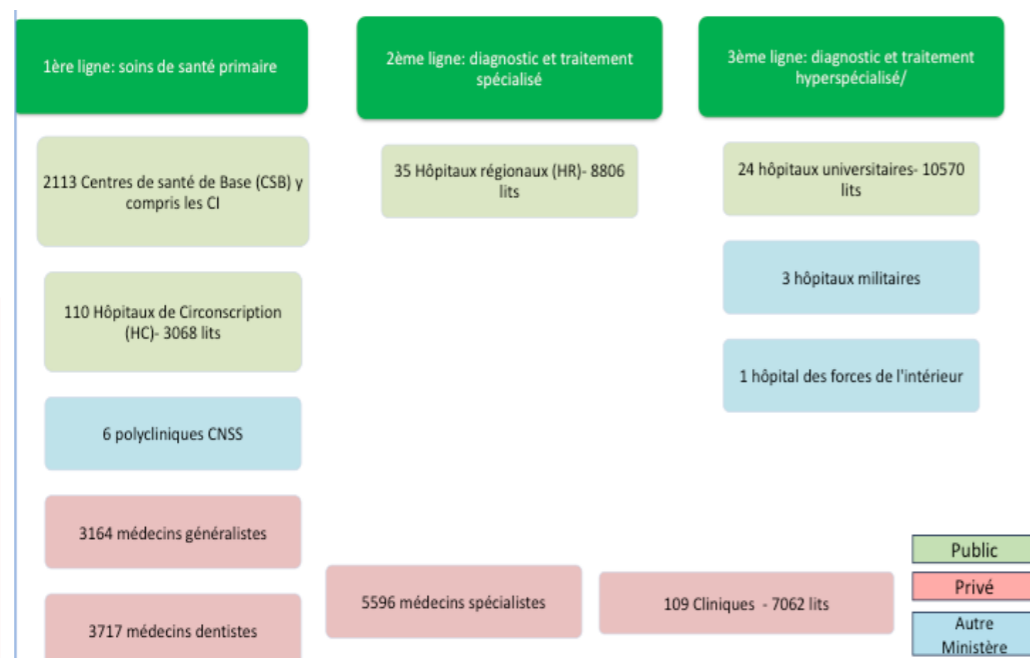 1ère ligne: soins de santé primaire
2113 Centres de santé de Base (CSB) y
compris les CI
110 Hôpitaux de Circonscription
(HC)- 3068 lits
6 polycliniques CNSS
3164 médecins généralistes
3717 médecins dentistes
2ème ligne: diagnostic et traitement
spécialisé
35 Hôpitaux régionaux (HR)- 8806
lits
5596 médecins spécialistes
3ème ligne: diagnostic et traitement
hyperspécialisé/
24 hôpitaux universitaires- 10570
lits
3 hôpitaux militaires
1 hôpital des forces de l'intérieur
109 Cliniques - 7062 lits
Public
Privé
Autre
Ministère